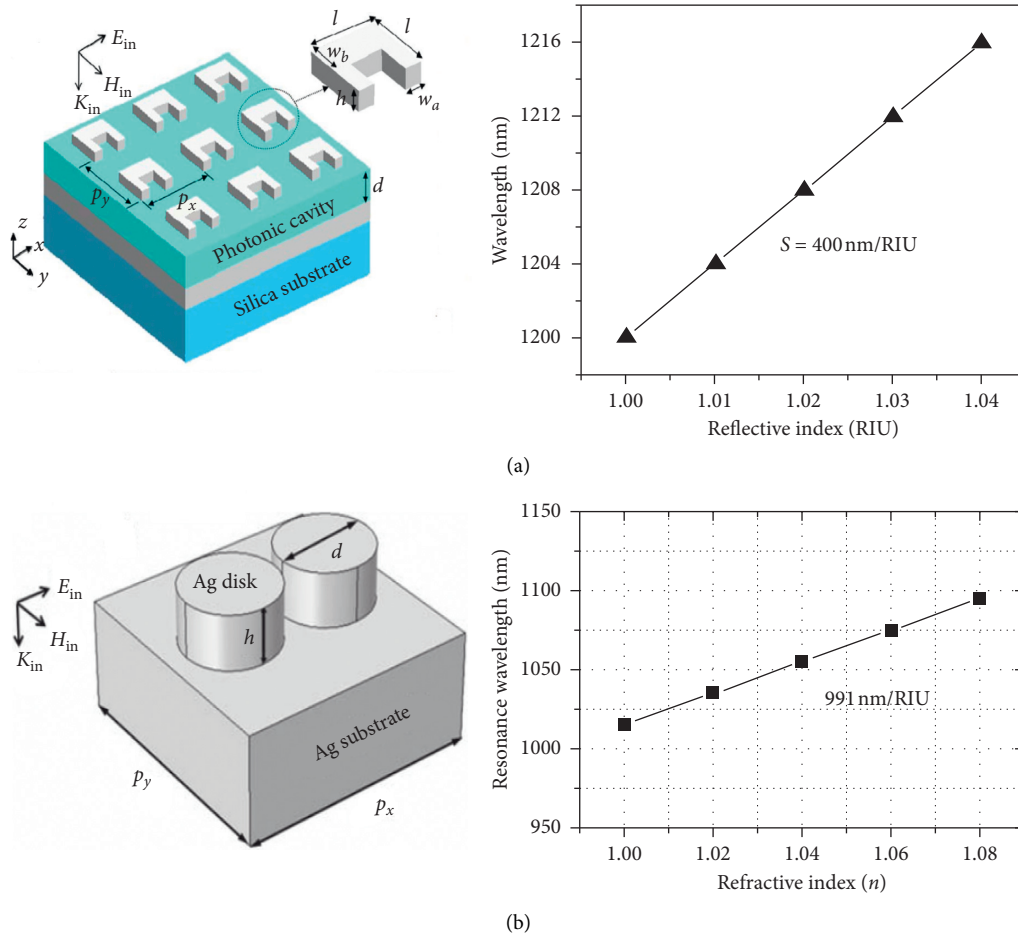 E_in
H_in
K_in
l
l
w_b
h
w_a
p_y
p_x
d
Photonic cavity
Silica substrate
z
x
y
Wavelength (nm)
1216
1212
1208
1204
1200
S = 400 nm/RIU
1.00 1.01 1.02 1.03 1.04
Reflective index (RIU)
(a)
E_in
H_in
K_in
Ag disk
d
h
Ag substrate
p_y
p_x
Resonance wavelength (nm)
1150
1100
1050
1000
950
991 nm/RIU
1.00 1.02 1.04 1.06 1.08
Refractive index (n)
(b)